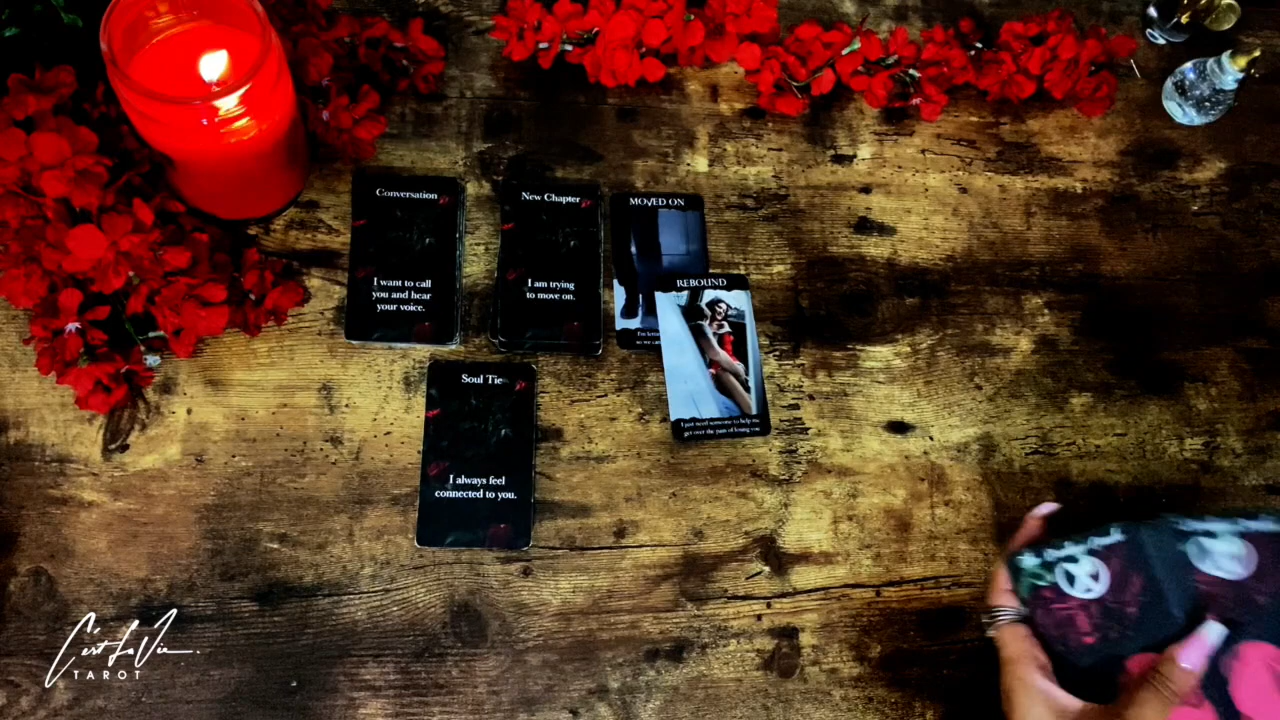 Conversation
I want to call
you and hear
your voice.
New Chapter
I am trying
to move on.
MOVED ON
REBOUND
I just need someone to help me
get over the pain of losing you
Soul Tie
I always feel
connected to you.
C'est La Vie
TAROT